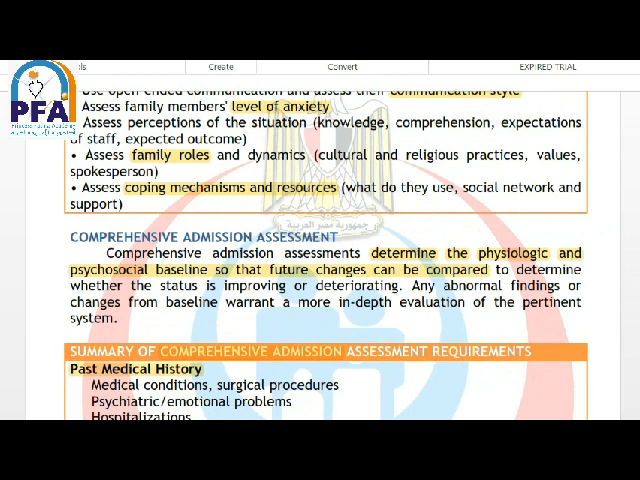 ols Create Convert EXPIRED TRIAL
PFA
Use open ended communication and assess their communication style
Assess family members' level of anxiety
Assess perceptions of the situation (knowledge, comprehension, expectations
of staff, expected outcome)
• Assess family roles and dynamics (cultural and religious practices, values,
spokesperson)
• Assess coping mechanisms and resources (what do they use, social network and
support)
جمهورية مصر العربية
COMPREHENSIVE ADMISSION ASSESSMENT
Comprehensive admission assessments determine the physiologic and
psychosocial baseline so that future changes can be compared to determine
whether the status is improving or deteriorating. Any abnormal findings or
changes from baseline warrant a more in-depth evaluation of the pertinent
system.
SUMMARY OF COMPREHENSIVE ADMISSION ASSESSMENT REQUIREMENTS
Past Medical History
Medical conditions, surgical procedures
Psychiatric/emotional problems
Hospitalizations